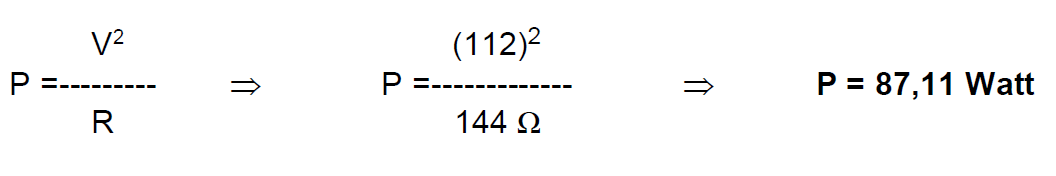 V² (112)²
P =--------- ⇒ P =------------- ⇒ P = 87,11 Watt
R 144 Ω